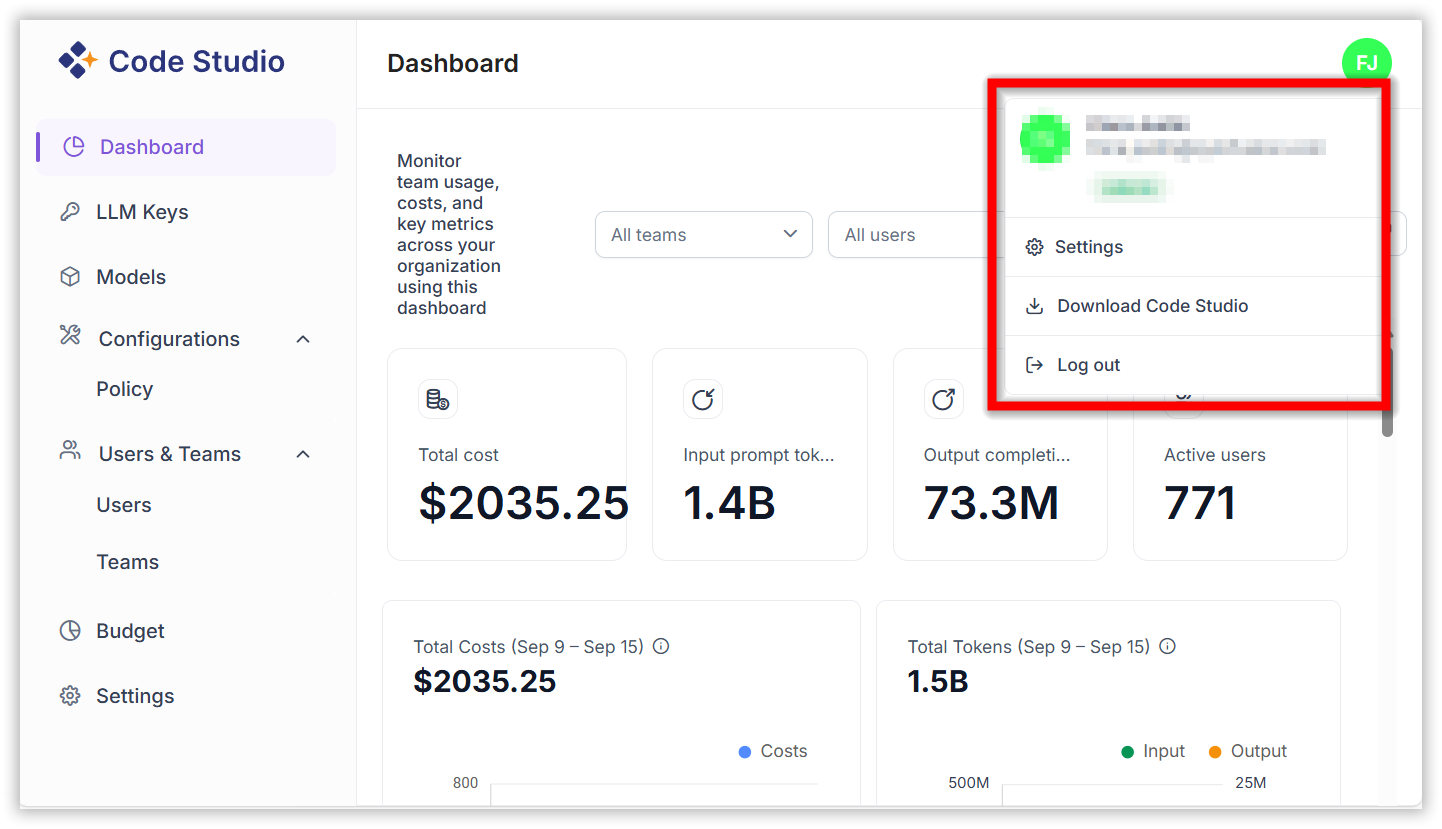 Code Studio
Dashboard
LLM Keys
Models
Configurations
Policy
Users & Teams
Users
Teams
Budget
Settings
Dashboard
FJ
Settings
Download Code Studio
Log out
Monitor
team usage,
costs, and
key metrics
across your
organization
using this
dashboard
All teams
All users
Total cost
$2035.25
Input prompt tok...
1.4B
Output completi...
73.3M
Active users
771
Total Costs (Sep 9 – Sep 15)
$2035.25
Costs
800
Total Tokens (Sep 9 – Sep 15)
1.5B
Input
Output
500M
25M